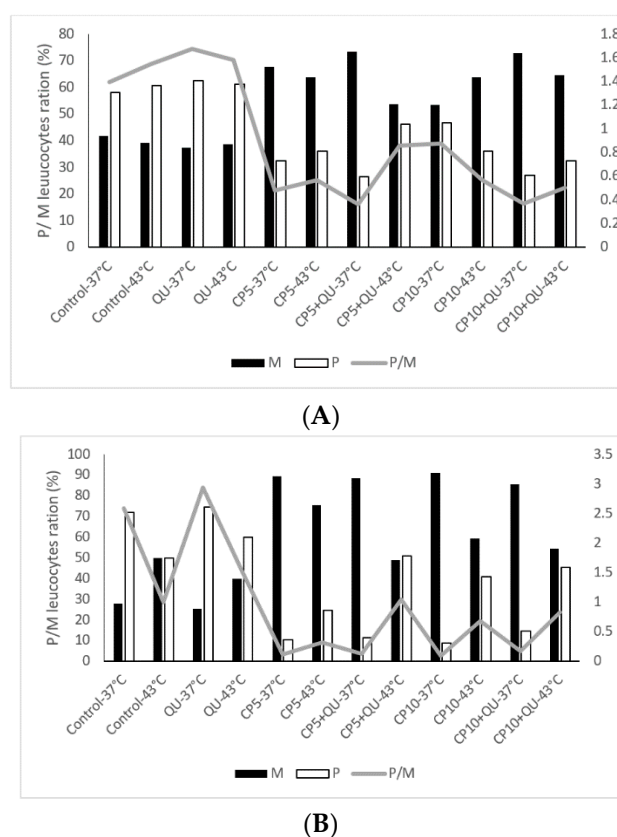 P/ M leuucocytes ration (%)
80
70
60
50
40
30
20
10
0
1.8
1.6
1.4
1.2
1
0.8
0.6
0.4
0.2
0
Control-37°C
Control-43°C
QU-37°C
QU-43°C
CP5-37°C
CP5-43°C
CP5+QU-37°C
CP5+QU-43°C
CP10-37°C
CP10-43°C
CP10+QU-37°C
CP10+QU-43°C
M P P/M
(A)
P/M leucocytes ration (%)
100
90
80
70
60
50
40
30
20
10
0
3.5
3
2.5
2
1.5
1
0.5
0
Control-37°C
Control-43°C
QU-37°C
QU-43°C
CP5-37°C
CP5-43°C
CP5+QU-37°C
CP5+QU-43°C
CP10-37°C
CP10-43°C
CP10+QU-37°C
CP10+QU-43°C
M P P/M
(B)